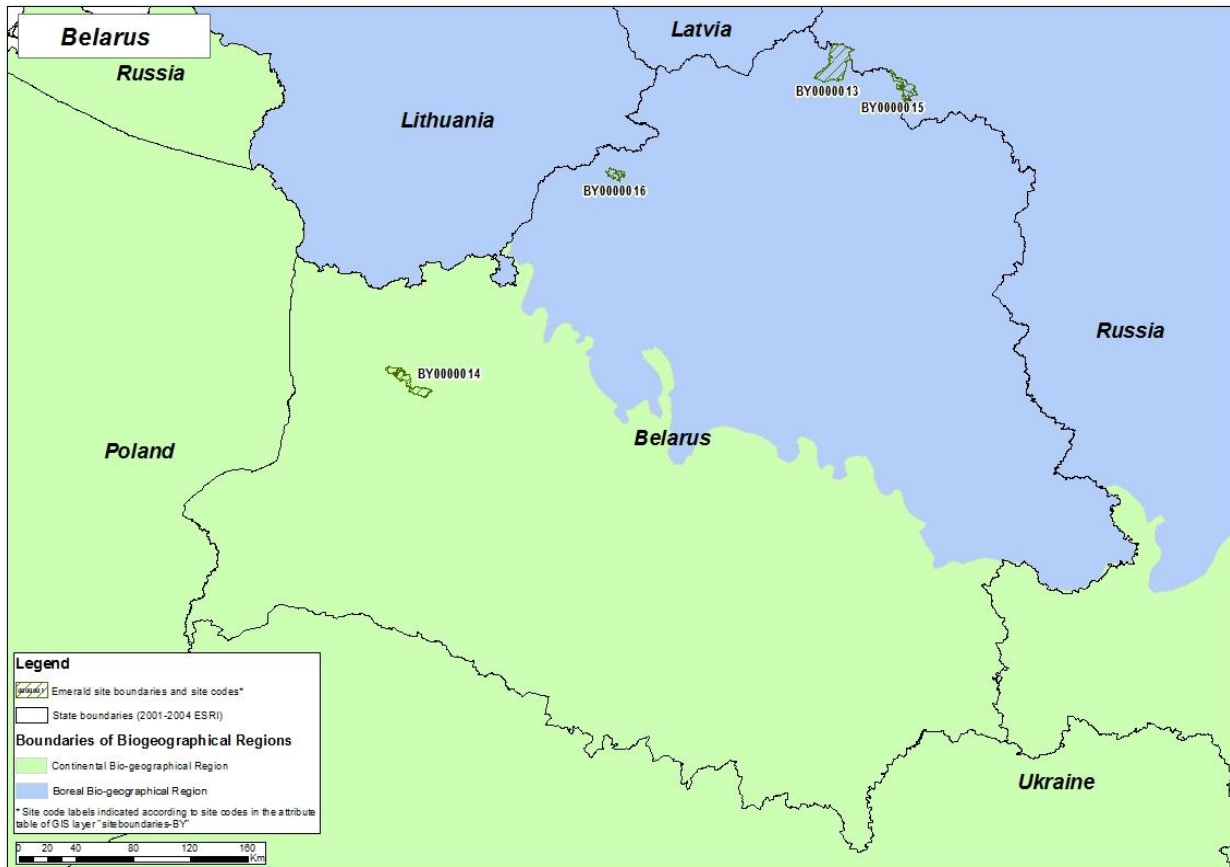 Belarus
Russia
Latvia
Lithuania
BY0000013
BY0000015
BY0000016
Russia
BY0000014
Belarus
Poland
Ukraine
Legend
Emerald site boundaries and site codes*
State boundaries (2001-2004 ESRI)
Boundaries of Biogeographical Regions
Continental Bio-geographical Region
Boreal Bio-geographical Region
* Site code labels indicated according to site codes in the attribute
table of GIS layer "siteboundaries-BY"
0 20 40 80 120 160
Km